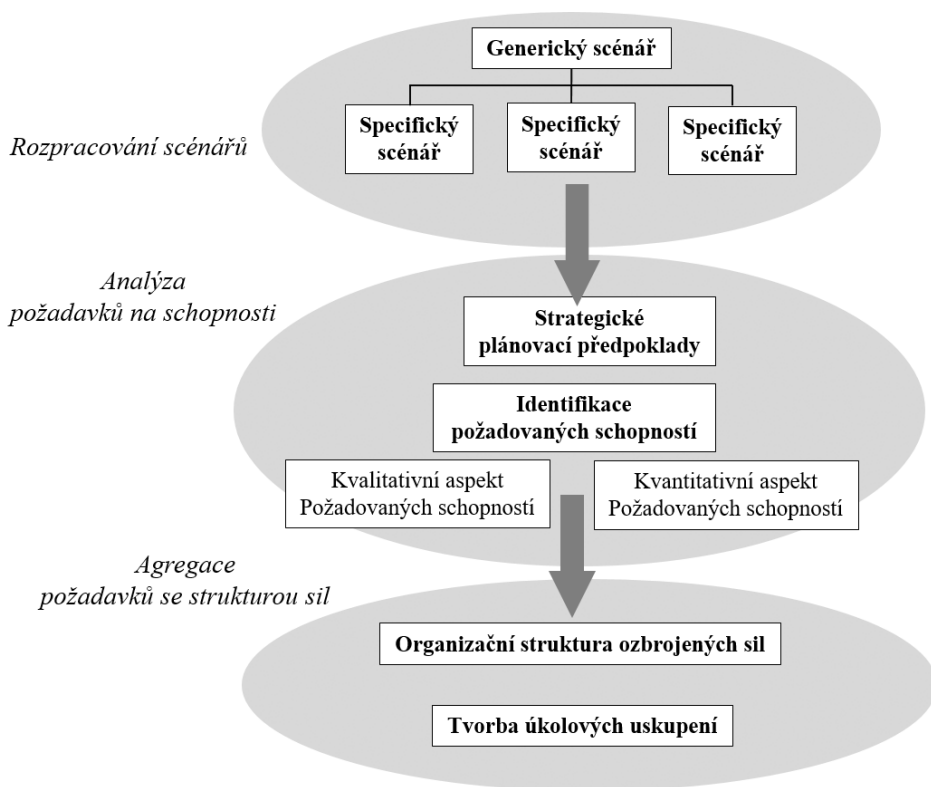 Generický scénář
Specifický
scénář
Specifický
scénář
Specifický
scénář
Rozpracování scénářů
Analýza
požadavků na schopnosti
Strategické
plánovací předpoklady
Identifikace
požadovaných schopností
Kvalitativní aspekt
Požadovaných schopností
Kvantitativní aspekt
Požadovaných schopností
Agregace
požadavků se strukturou sil
Organizační struktura ozbrojených sil
Tvorba úkolových uskupení